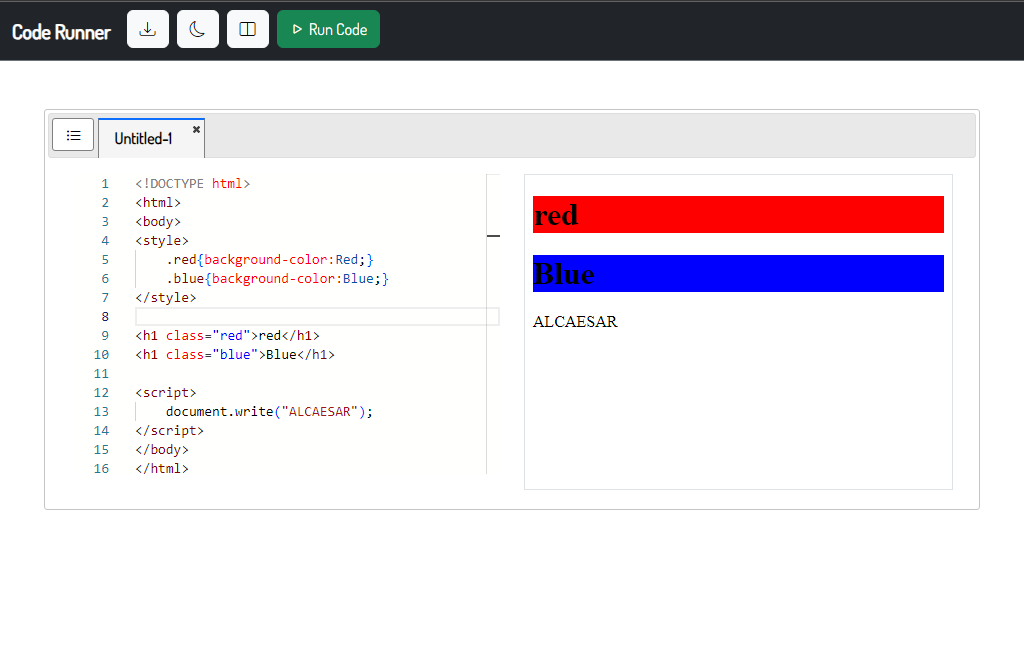 Code Runner Run Code
Untitled-1
1 <!DOCTYPE html>
2 <html>
3 <body>
4 <style>
5 .red{background-color:Red;}
6 .blue{background-color:Blue;}
7 </style>
8
9 <h1 class="red">red</h1>
10 <h1 class="blue">Blue</h1>
11
12 <script>
13 document.write("ALCAESAR");
14 </script>
15 </body>
16 </html>
red
Blue
ALCAESAR